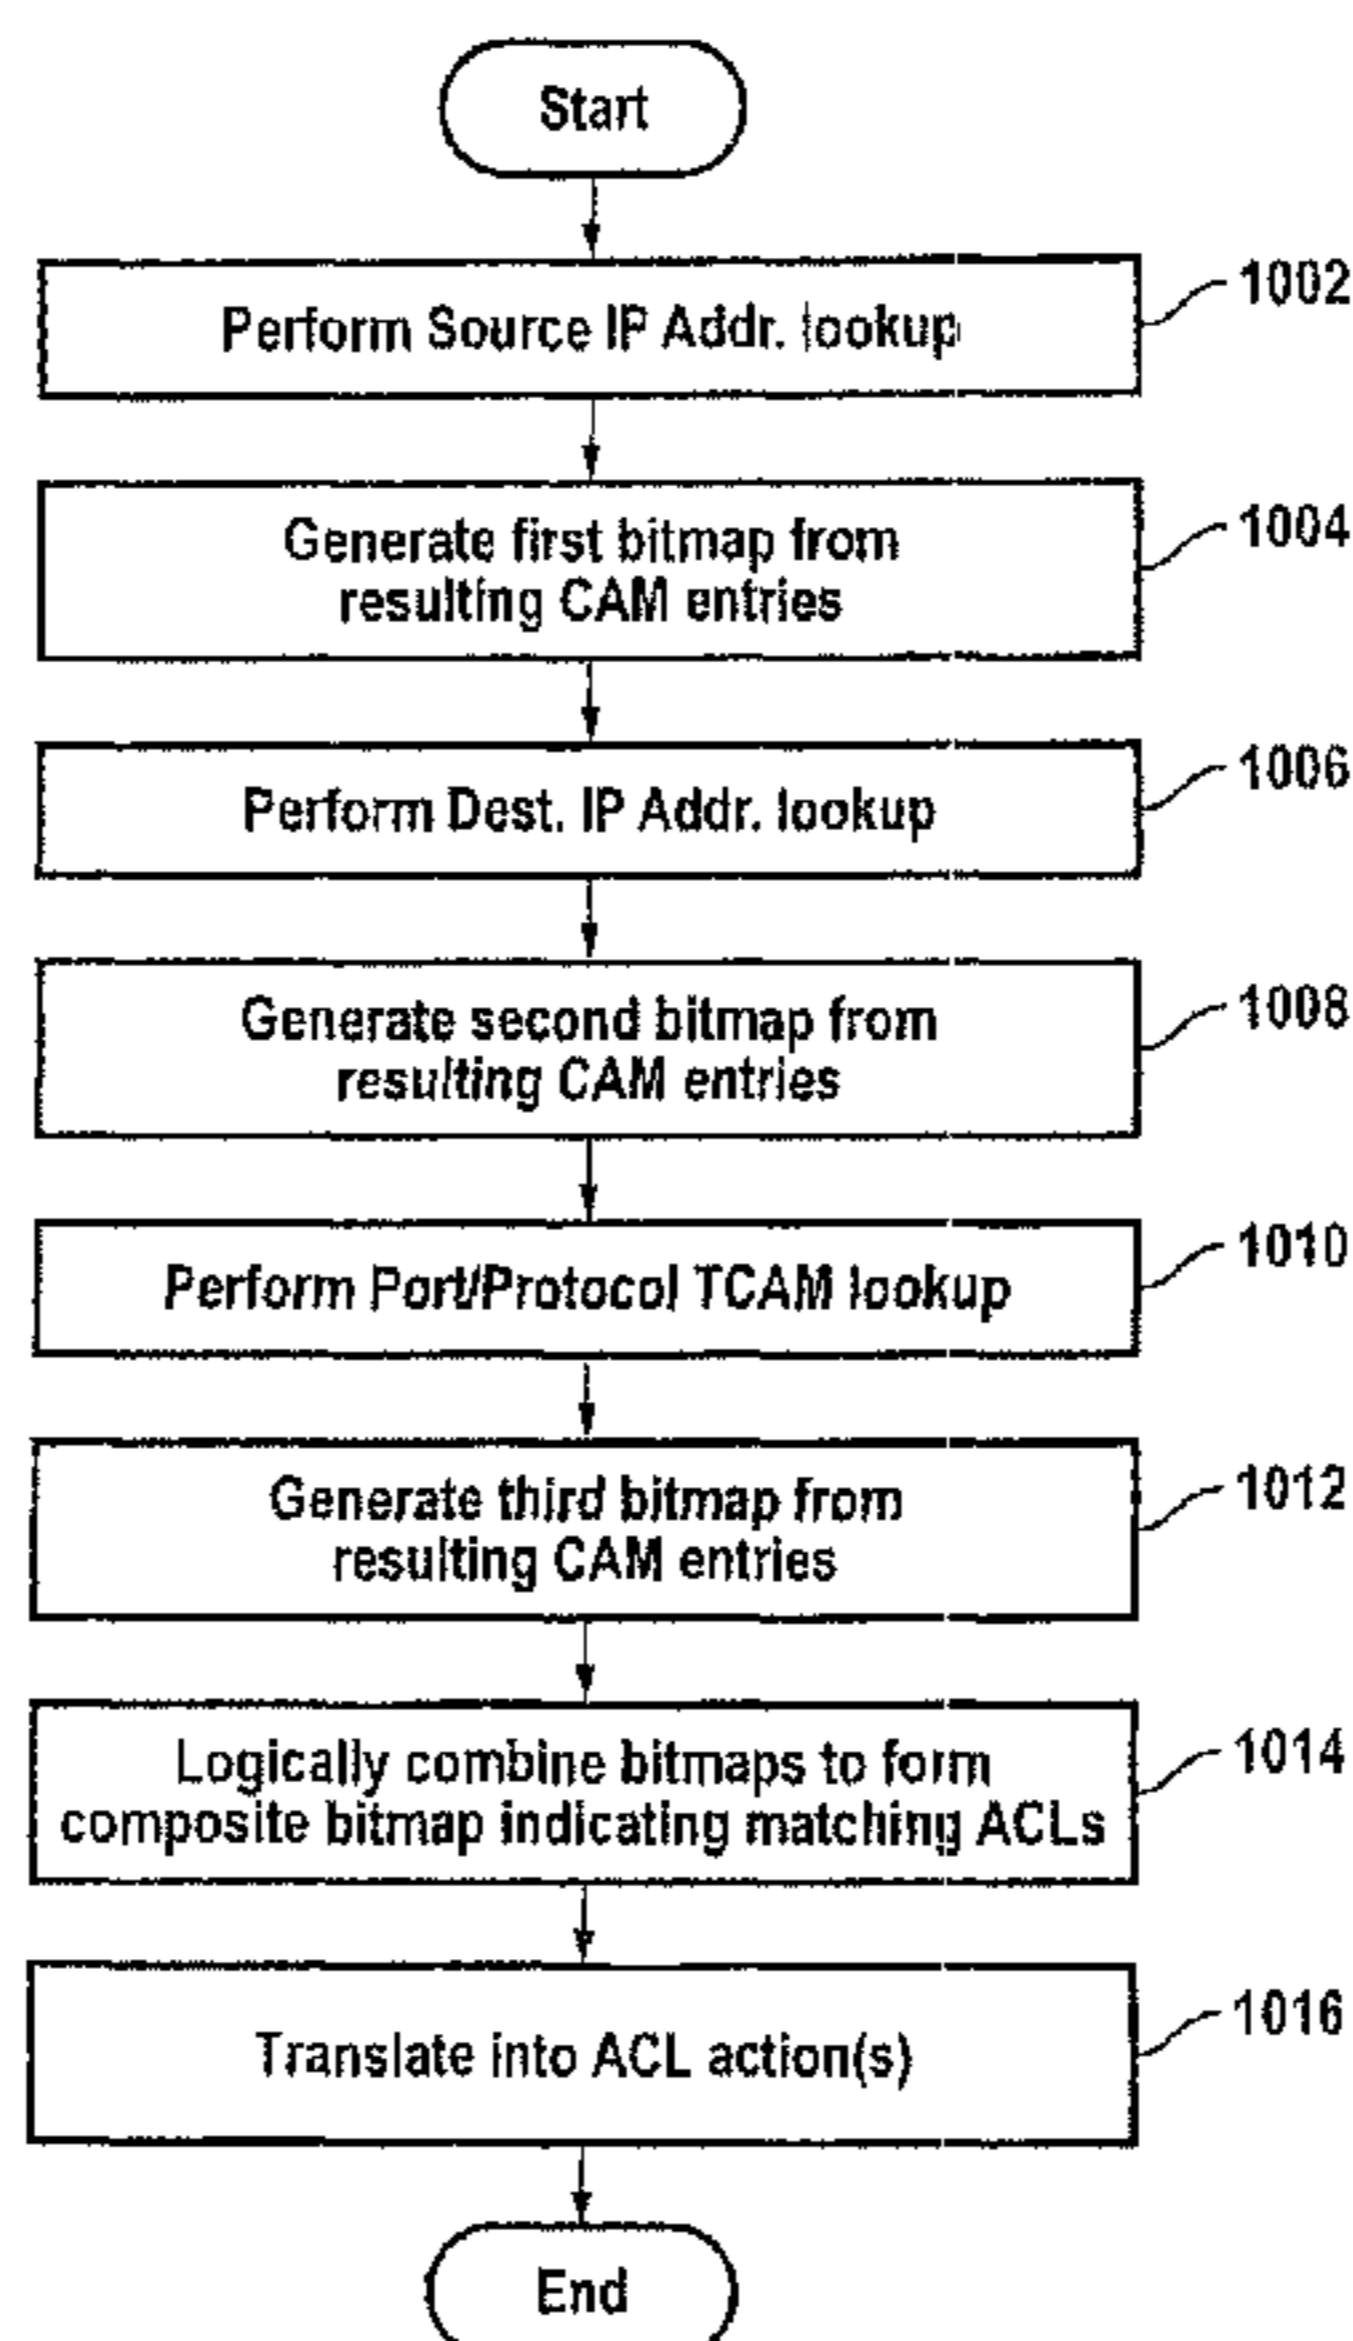 Start
Perform Source IP Addr. lookup
1002
Generate first bitmap from
resulting CAM entries
1004
Perform Dest. IP Addr. lookup
1006
Generate second bitmap from
resulting CAM entries
1008
Perform Port/Protocol TCAM lookup
1010
Generate third bitmap from
resulting CAM entries
1012
Logically combine bitmaps to form
composite bitmap indicating matching ACLs
1014
Translate into ACL action(s)
1016
End